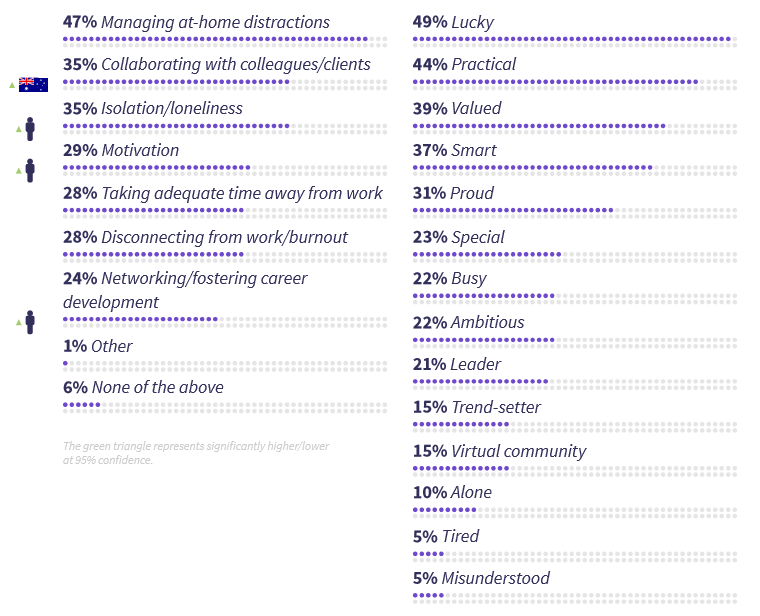 47% Managing at-home distractions
35% Collaborating with colleagues/clients
35% Isolation/loneliness
29% Motivation
28% Taking adequate time away from work
28% Disconnecting from work/burnout
24% Networking/fostering career
development
1% Other
6% None of the above
The green triangle represents significantly higher/lower
at 95% confidence.
49% Lucky
44% Practical
39% Valued
37% Smart
31% Proud
23% Special
22% Busy
22% Ambitious
21% Leader
15% Trend-setter
15% Virtual community
10% Alone
5% Tired
5% Misunderstood